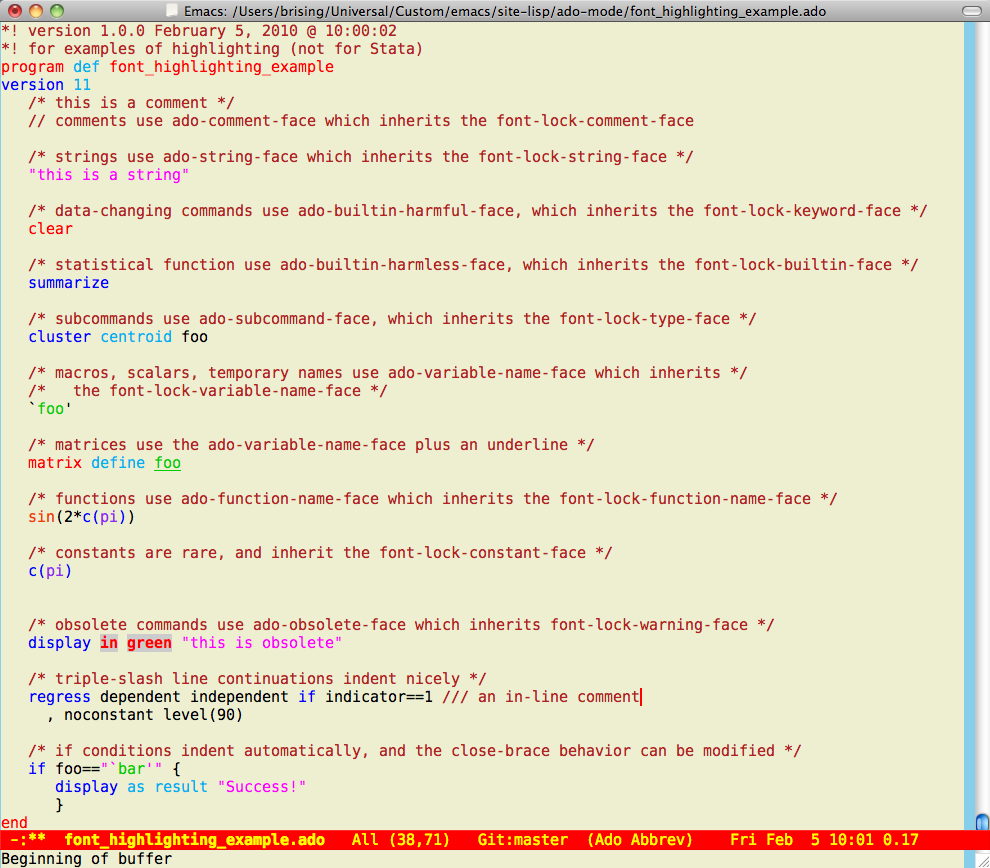 Emacs: /Users/brising/Universal/Custom/emacs/site-lisp/ado-mode/font_highlighting_example.ado
*! version 1.0.0 February 5, 2010 @ 10:00:02
*! for examples of highlighting (not for Stata)
program def font_highlighting_example
version 11
   /* this is a comment */
   // comments use ado-comment-face which inherits the font-lock-comment-face

   /* strings use ado-string-face which inherits the font-lock-string-face */
   "this is a string"

   /* data-changing commands use ado-builtin-harmful-face, which inherits the font-lock-keyword-face */
   clear

   /* statistical function use ado-builtin-harmless-face, which inherits the font-lock-builtin-face */
   summarize

   /* subcommands use ado-subcommand-face, which inherits the font-lock-type-face */
   cluster centroid foo

   /* macros, scalars, temporary names use ado-variable-name-face which inherits */
   /*   the font-lock-variable-name-face */
   `foo'

   /* matrices use the ado-variable-name-face plus an underline */
   matrix define foo

   /* functions use ado-function-name-face which inherits the font-lock-function-name-face */
   sin(2*c(pi))

   /* constants are rare, and inherit the font-lock-constant-face */
   c(pi)


   /* obsolete commands use ado-obsolete-face which inherits font-lock-warning-face */
   display in green "this is obsolete"

   /* triple-slash line continuations indent nicely */
   regress dependent independent if indicator==1 /// an in-line comment
     , noconstant level(90)

   /* if conditions indent automatically, and the close-brace behavior can be modified */
   if foo=="`bar'" {
      display as result "Success!"
      }
end
-:**  font_highlighting_example.ado   All (38,71)   Git:master  (Ado Abbrev)    Fri Feb  5 10:01 0.17
Beginning of buffer